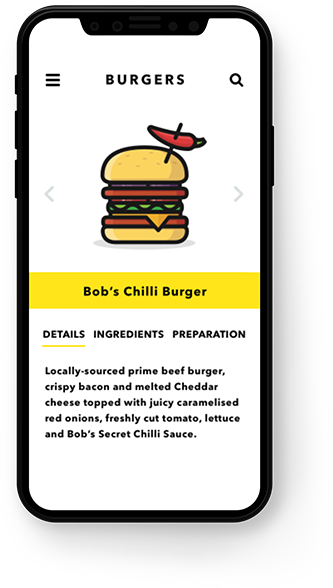 BURGERS
Bob's Chilli Burger
DETAILS INGREDIENTS PREPARATION
Locally-sourced prime beef burger,
crispy bacon and melted Cheddar
cheese topped with juicy caramelised
red onions, freshly cut tomato, lettuce
and Bob's Secret Chilli Sauce.